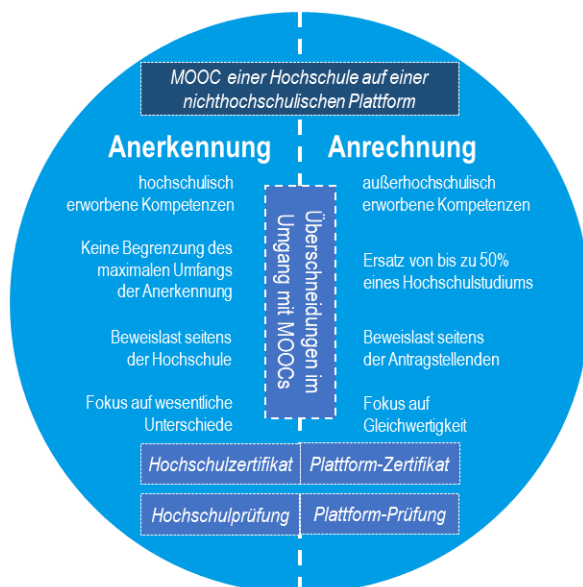 MOOC einer Hochschule auf einer
nichthochschulischen Plattform
Anerkennung
hochschulisch
erworbene Kompetenzen
Keine Begrenzung des
maximalen Umfangs
der Anerkennung
Beweislast seitens
der Hochschule
Fokus auf wesentliche
Unterschiede
Überschneidungen im
Umgang mit MOOCs
Anrechnung
außerhochschulisch
erworbene Kompetenzen
Ersatz von bis zu 50%
eines Hochschulstudiums
Beweislast seitens
der Antragstellenden
Fokus auf
Gleichwertigkeit
Hochschulzertifikat
Plattform-Zertifikat
Hochschulprüfung
Plattform-Prüfung